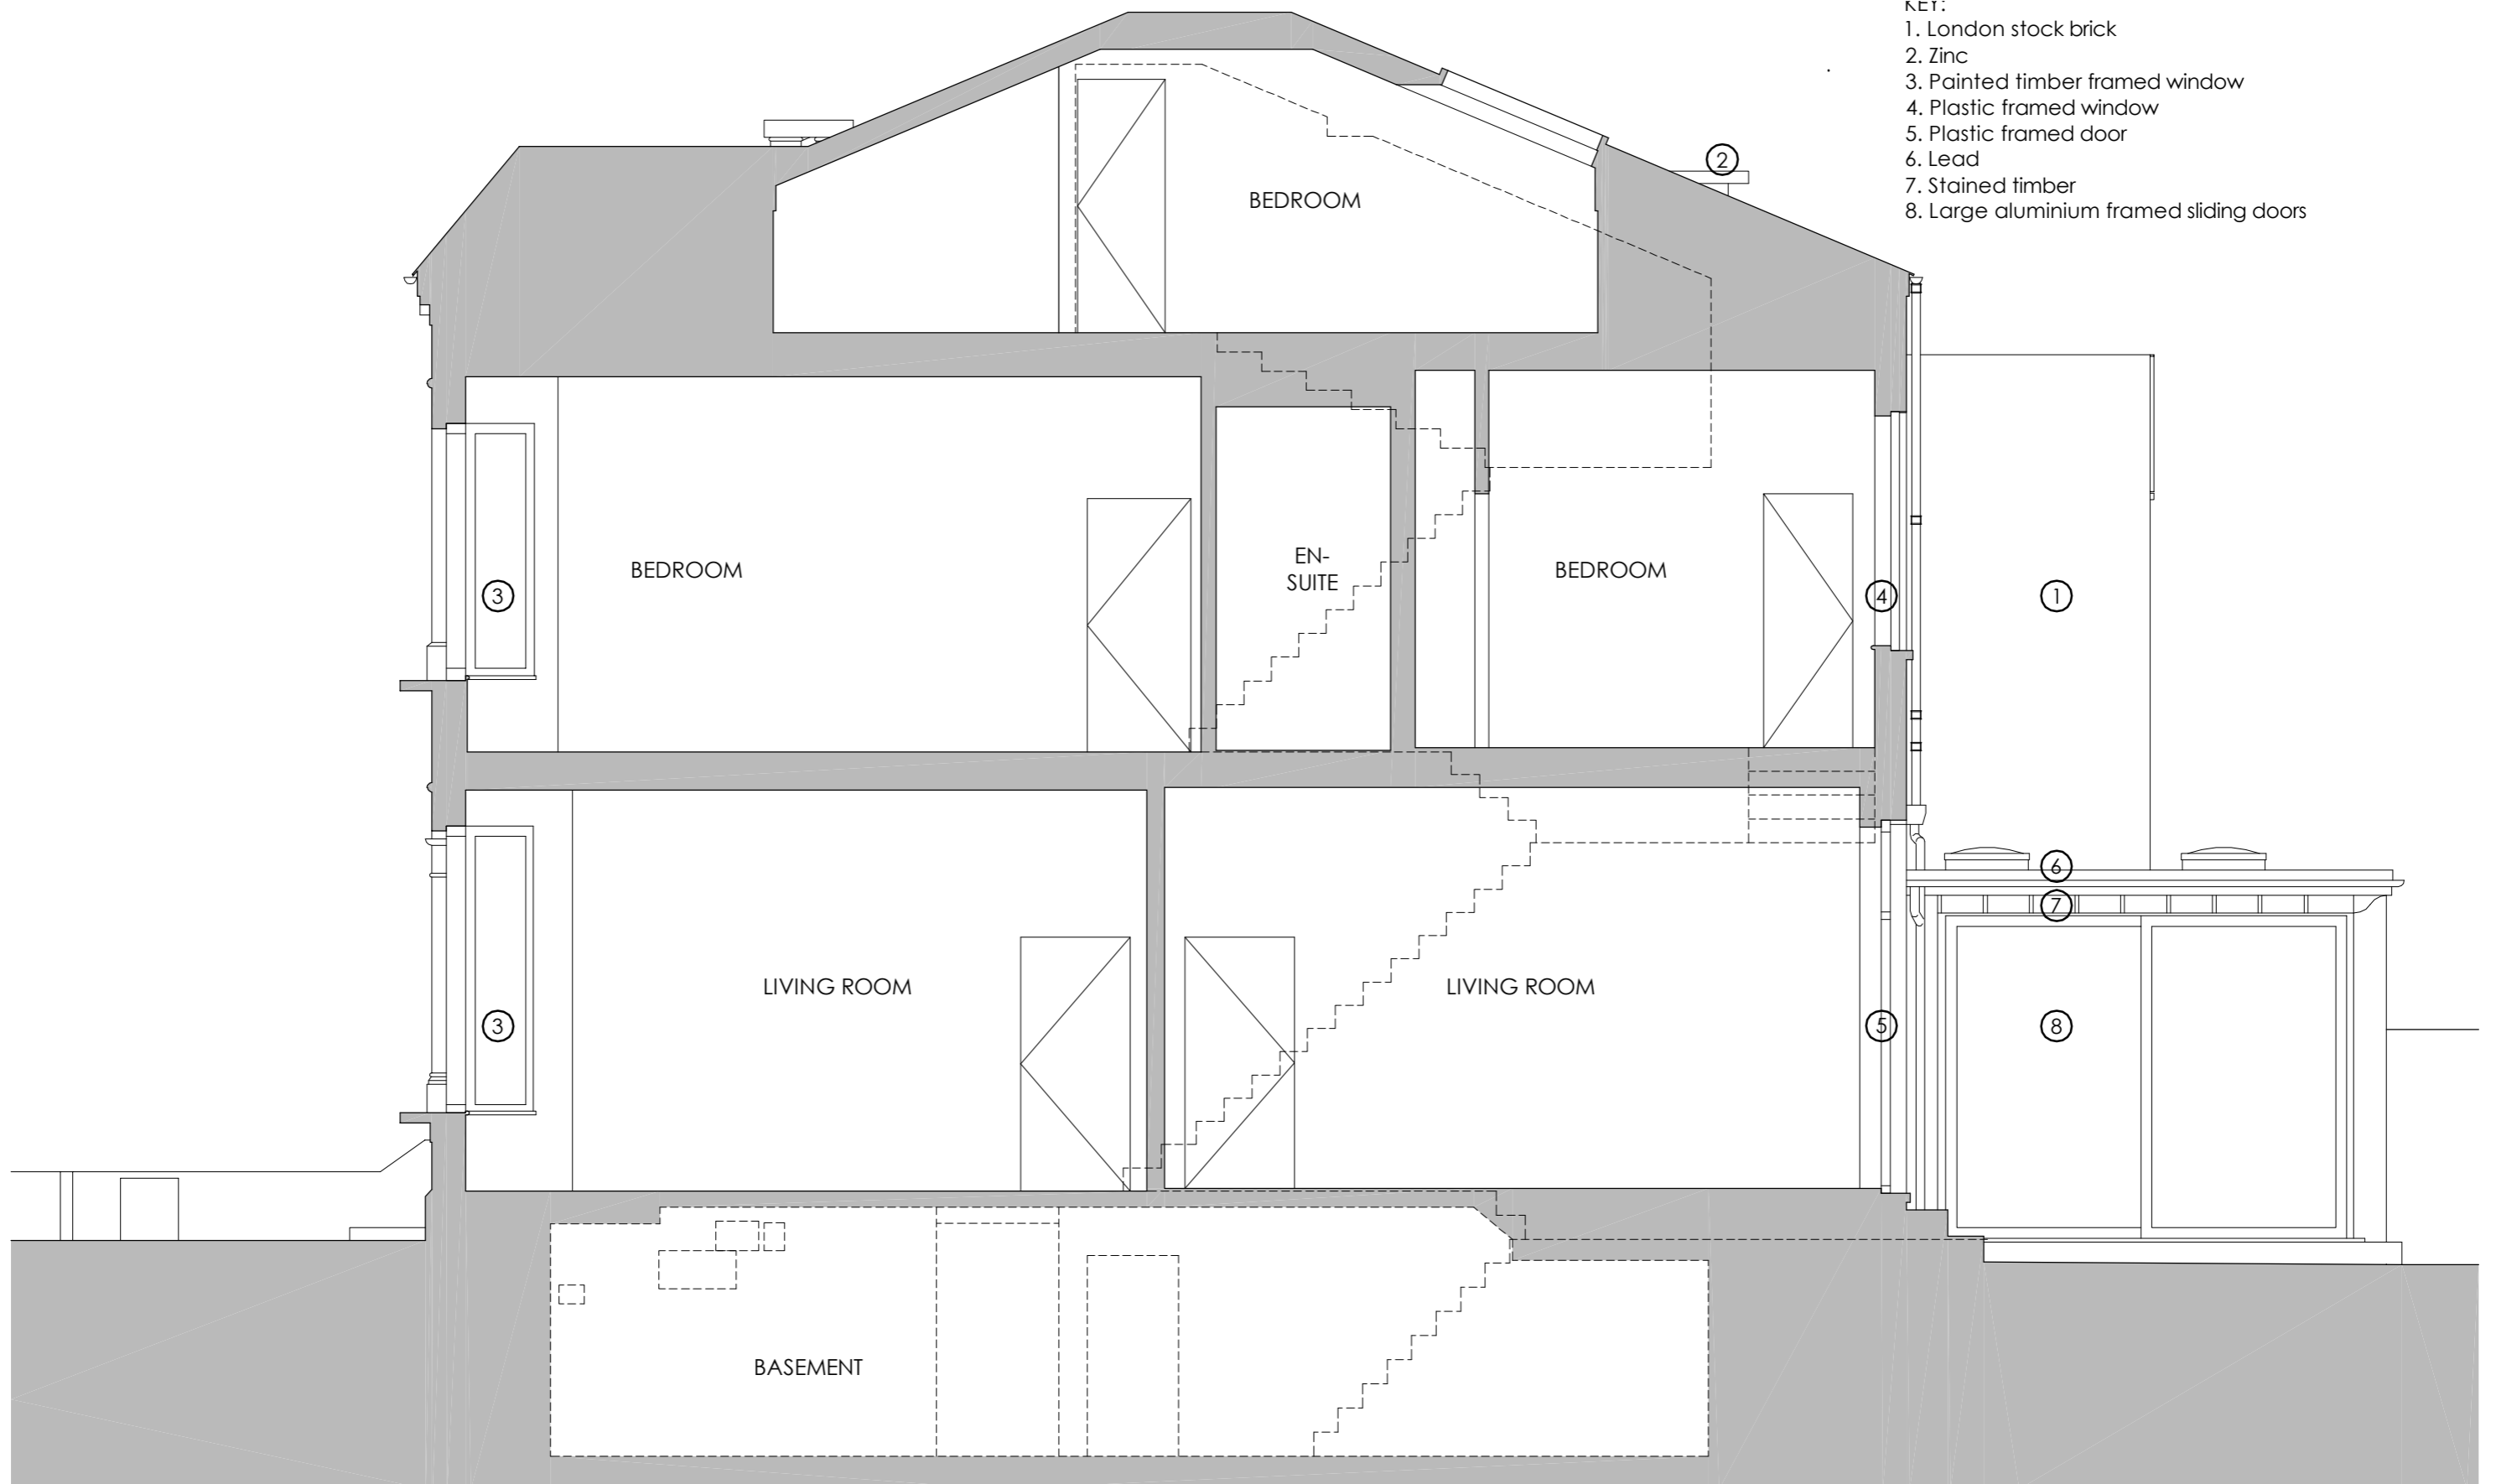 KEY:
1. London stock brick
2. Zinc
3. Painted timber framed window
4. Plastic framed window
5. Plastic framed door
6. Lead
7. Stained timber
8. Large aluminium framed sliding doors
2
BEDROOM
BEDROOM
EN-
SUITE
BEDROOM
3
4
1
6
7
LIVING ROOM
LIVING ROOM
3
5
8
BASEMENT